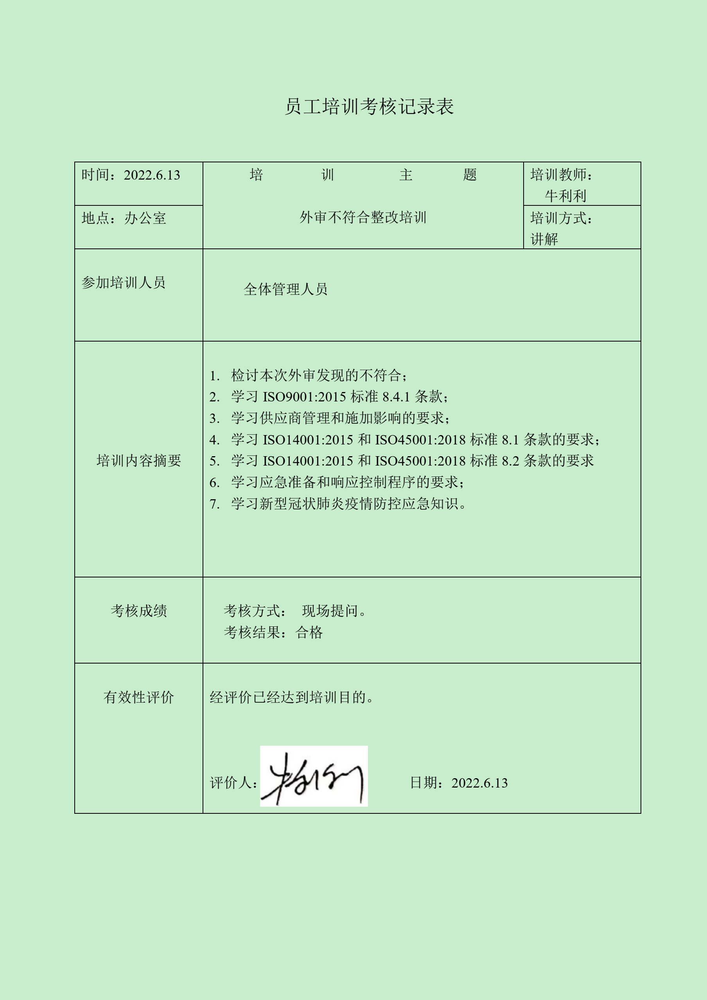 员工培训考核记录表
时间：2022.6.13
培训主题
培训教师：
牛利利
地点：办公室
外审不符合整改培训
培训方式：
讲解
参加培训人员
全体管理人员
培训内容摘要
1. 检讨本次外审发现的不符合；
2. 学习 ISO9001:2015 标准 8.4.1 条款；
3. 学习供应商管理和施加影响的要求；
4. 学习 ISO14001:2015 和 ISO45001:2018 标准 8.1 条款的要求；
5. 学习 ISO14001:2015 和 ISO45001:2018 标准 8.2 条款的要求
6. 学习应急准备和响应控制程序的要求；
7. 学习新型冠状肺炎疫情防控应急知识。
考核成绩
考核方式： 现场提问。
考核结果：合格
有效性评价
经评价已经达到培训目的。
评价人：牛利利 日期：2022.6.13